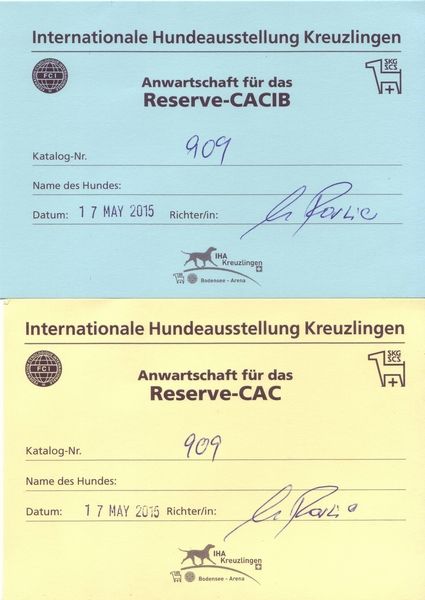 Internationale Hundeausstellung Kreuzlingen
FCI
SKG
SCS
Anwartschaft für das
Reserve-CACIB
Katalog-Nr. 909
Name des Hundes:
Datum: 17 MAY 2015 Richter/in:
IHA
Kreuzlingen
Bodensee - Arena
Internationale Hundeausstellung Kreuzlingen
FCI
SKG
SCS
Anwartschaft für das
Reserve-CAC
Katalog-Nr. 909
Name des Hundes:
Datum: 17 MAY 2015 Richter/in:
IHA
Kreuzlingen
Bodensee - Arena